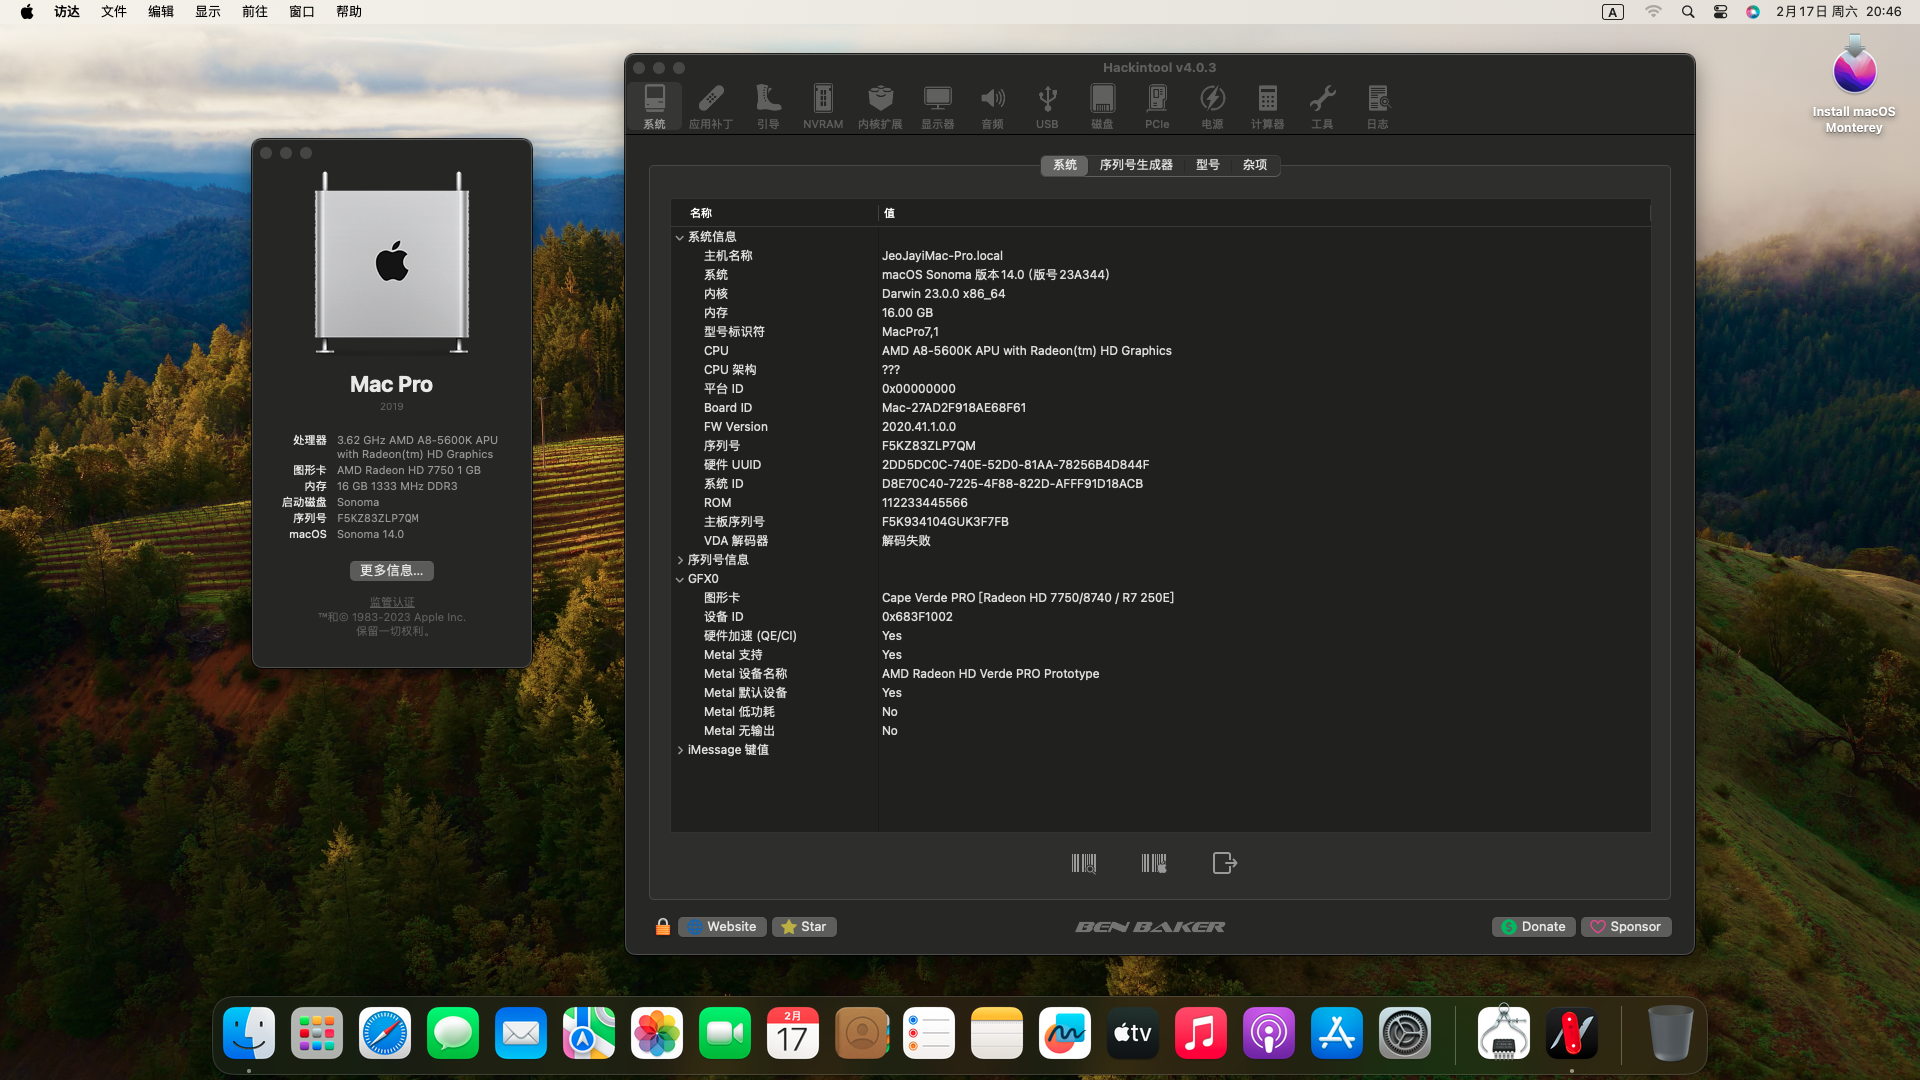 访达 文件 编辑 显示 前往 窗口 帮助
A 2月17日 周六 20:46
Install macOS
Monterey
Mac Pro
2019
处理器 3.62 GHz AMD A8-5600K APU
with Radeon(tm) HD Graphics
图形卡 AMD Radeon HD 7750 1 GB
内存 16 GB 1333 MHz DDR3
启动磁盘 Sonoma
序列号 F5KZ83ZLP7QM
macOS Sonoma 14.0
更多信息...
监管认证
™和© 1983-2023 Apple Inc.
保留一切权利。
Hackintool v4.0.3
系统 应用补丁 引导 NVRAM 内核扩展 显示器 音频 USB 磁盘 PCIe 电源 计算器 工具 日志
系统 序列号生成器 型号 杂项
名称 值
系统信息
主机名称 JeoJayiMac-Pro.local
系统 macOS Sonoma 版本14.0 (版号23A344)
内核 Darwin 23.0.0 x86_64
内存 16.00 GB
型号标识符 MacPro7,1
CPU AMD A8-5600K APU with Radeon(tm) HD Graphics
CPU 架构 ???
平台 ID 0x00000000
Board ID Mac-27AD2F918AE68F61
FW Version 2020.41.1.0.0
序列号 F5KZ83ZLP7QM
硬件 UUID 2DD5DC0C-740E-52D0-81AA-78256B4D844F
系统 ID D8E70C40-7225-4F88-822D-AFFF91D18ACB
ROM 112233445566
主板序列号 F5K934104GUK3F7FB
VDA 解码器 解码失败
序列号信息
GFX0
图形卡 Cape Verde PRO [Radeon HD 7750/8740 / R7 250E]
设备 ID 0x683F1002
硬件加速 (QE/CI) Yes
Metal 支持 Yes
Metal 设备名称 AMD Radeon HD Verde PRO Prototype
Metal 默认设备 Yes
Metal 低功耗 No
Metal 无输出 No
iMessage 键值
Website Star BEN BAKER Donate Sponsor
2月
17
tv